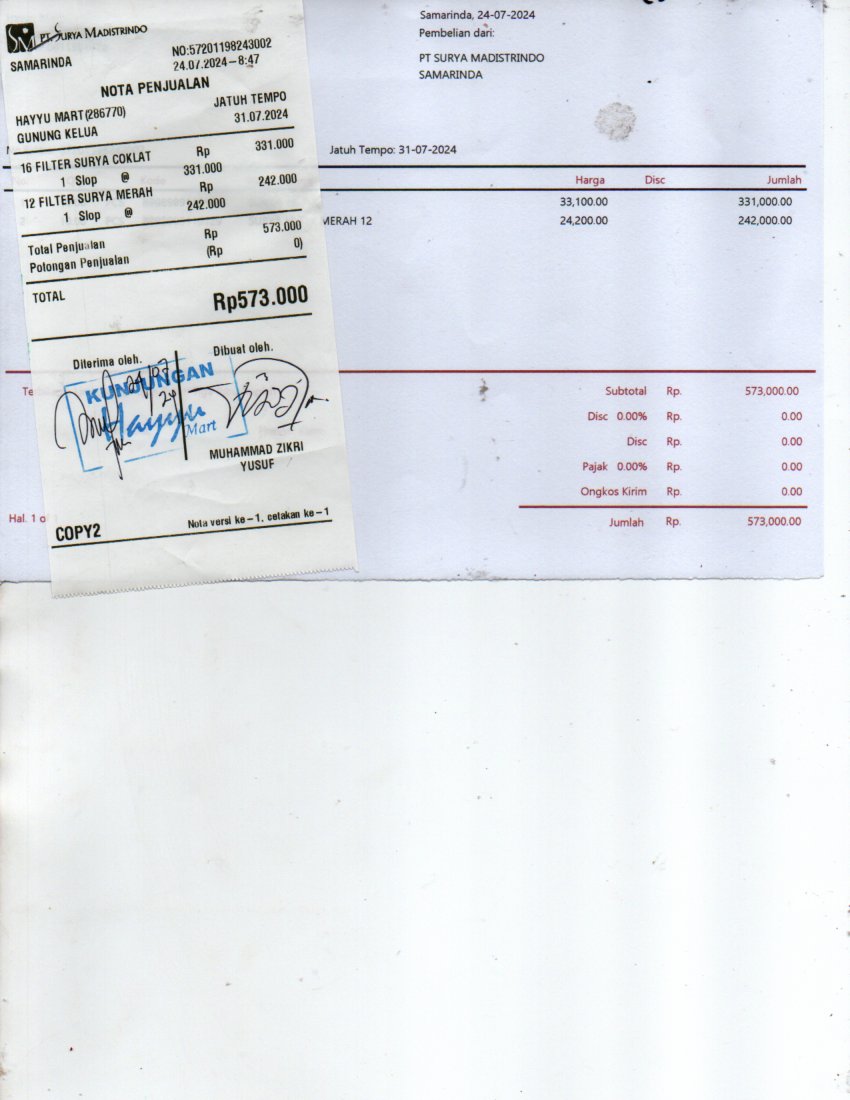 SM PT. SURYA MADISTRINDO
SAMARINDA
NO:57201198243002
24.07.2024-8:47
NOTA PENJUALAN
HAYYU MART(286770)
JATUH TEMPO
GUNUNG KELUA
31.07.2024
16 FILTER SURYA COKLAT Rp 331.000
1 Slop @ 331.000
12 FILTER SURYA MERAH Rp 242.000
1 Slop @ 242.000
Total Penjualan Rp 573.000
Potongan Penjualan (Rp 0)
TOTAL Rp573.000
Diterima oleh. Dibuat oleh.
KUNJUNGAN
Hayyu
Mart
MUHAMMAD ZIKRI
YUSUF
COPY2 Nota versi ke-1, cetakan ke-1
Samarinda, 24-07-2024
Pembelian dari:
PT SURYA MADISTRINDO
SAMARINDA
Jatuh Tempo: 31-07-2024
Harga Disc Jumlah
33,100.00 331,000.00
MERAH 12 24,200.00 242,000.00
Subtotal Rp. 573,000.00
Disc 0.00% Rp. 0.00
Disc Rp. 0.00
Pajak 0.00% Rp. 0.00
Ongkos Kirim Rp. 0.00
Hal. 1 of
Jumlah Rp. 573,000.00